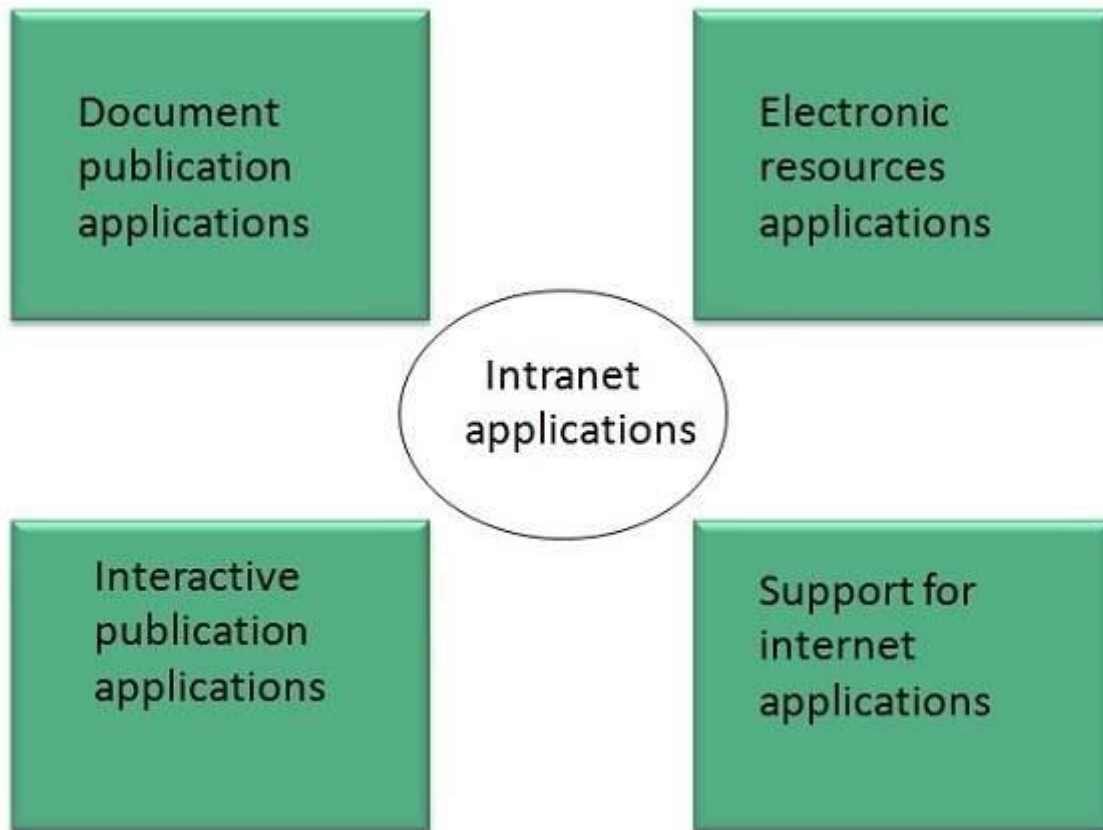 Document
publication
applications
Electronic
resources
applications
Intranet
applications
Interactive
publication
applications
Support for
internet
applications